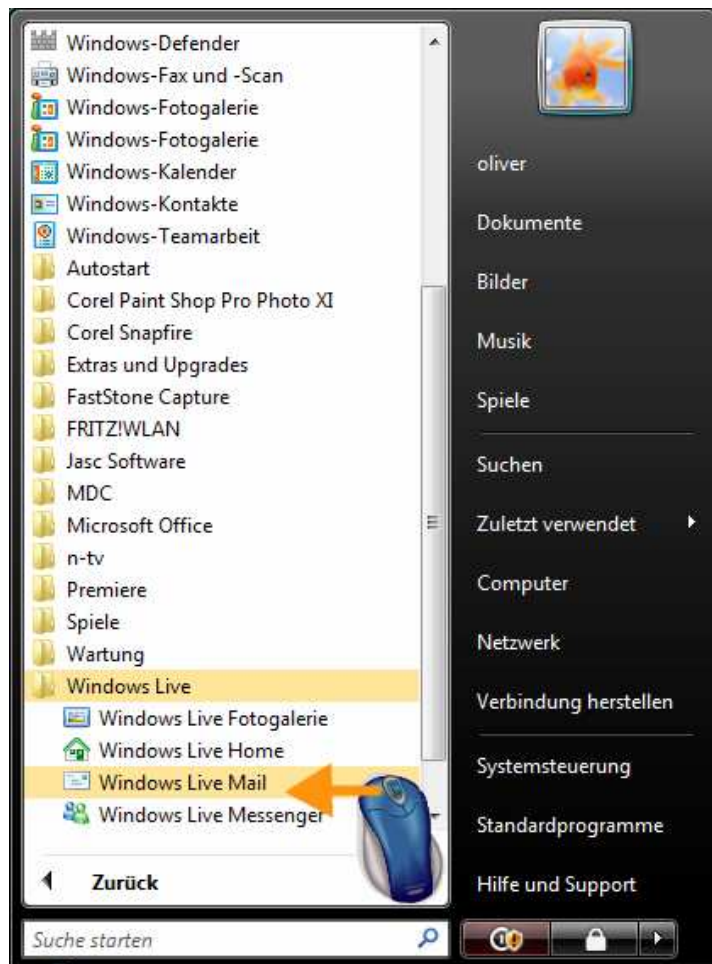 Windows-Defender
Windows-Fax und -Scan
Windows-Fotogalerie
Windows-Fotogalerie
Windows-Kalender
Windows-Kontakte
Windows-Teamarbeit
Autostart
Corel Paint Shop Pro Photo XI
Corel Snapfire
Extras und Upgrades
FastStone Capture
FRITZ!WLAN
Jasc Software
MDC
Microsoft Office
n-tv
Premiere
Spiele
Wartung
Windows Live
Windows Live Fotogalerie
Windows Live Home
Windows Live Mail
Windows Live Messenger
Zurück
Suche starten
oliver
Dokumente
Bilder
Musik
Spiele
Suchen
Zuletzt verwendet
Computer
Netzwerk
Verbindung herstellen
Systemsteuerung
Standardprogramme
Hilfe und Support